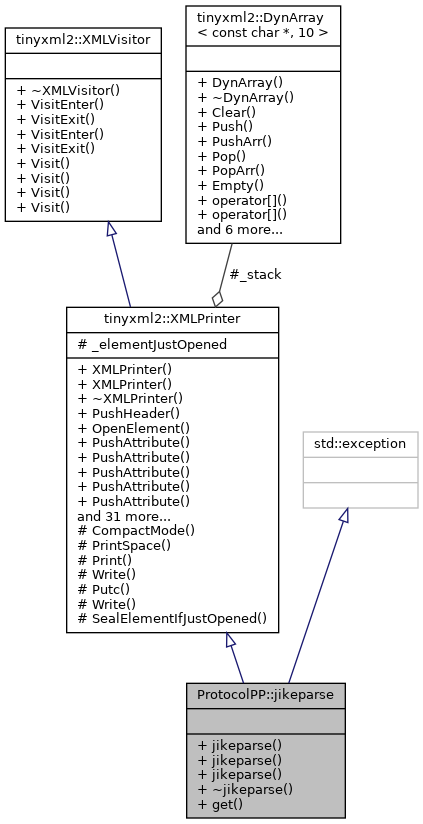 tinyxml2::XMLVisitor
+ ~XMLVisitor()
+ VisitEnter()
+ VisitExit()
+ VisitEnter()
+ VisitExit()
+ Visit()
+ Visit()
+ Visit()
+ Visit()
tinyxml2::DynArray
< const char *, 10 >
+ DynArray()
+ ~DynArray()
+ Clear()
+ Push()
+ PushArr()
+ Pop()
+ PopArr()
+ Empty()
+ operator[]()
+ operator[]()
and 6 more...
#_stack
tinyxml2::XMLPrinter
# _elementJustOpened
+ XMLPrinter()
+ XMLPrinter()
+ ~XMLPrinter()
+ PushHeader()
+ OpenElement()
+ PushAttribute()
+ PushAttribute()
+ PushAttribute()
+ PushAttribute()
+ PushAttribute()
and 31 more...
# CompactMode()
# PrintSpace()
# Print()
# Write()
# Putc()
# Write()
# SealElementIfJustOpened()
std::exception
ProtocolPP::jikeparse
+ jikeparse()
+ jikeparse()
+ jikeparse()
+ ~jikeparse()
+ get()